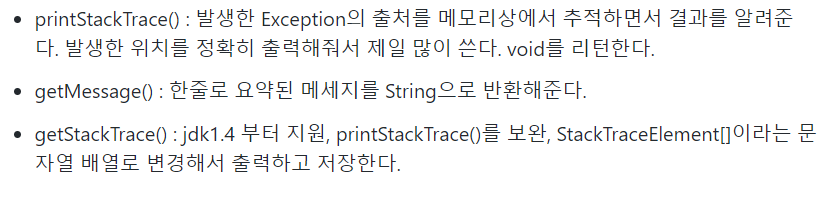 printStackTrace() : 발생한 Exception의 출처를 메모리상에서 추적하면서 결과를 알려준
다. 발생한 위치를 정확히 출력해줘서 제일 많이 쓴다. void를 리턴한다.
getMessage() : 한줄로 요약된 메세지를 String으로 반환해준다.
getStackTrace() : jdk1.4 부터 지원, printStackTrace()를 보완, StackTraceElement[]이라는 문
자열 배열로 변경해서 출력하고 저장한다.